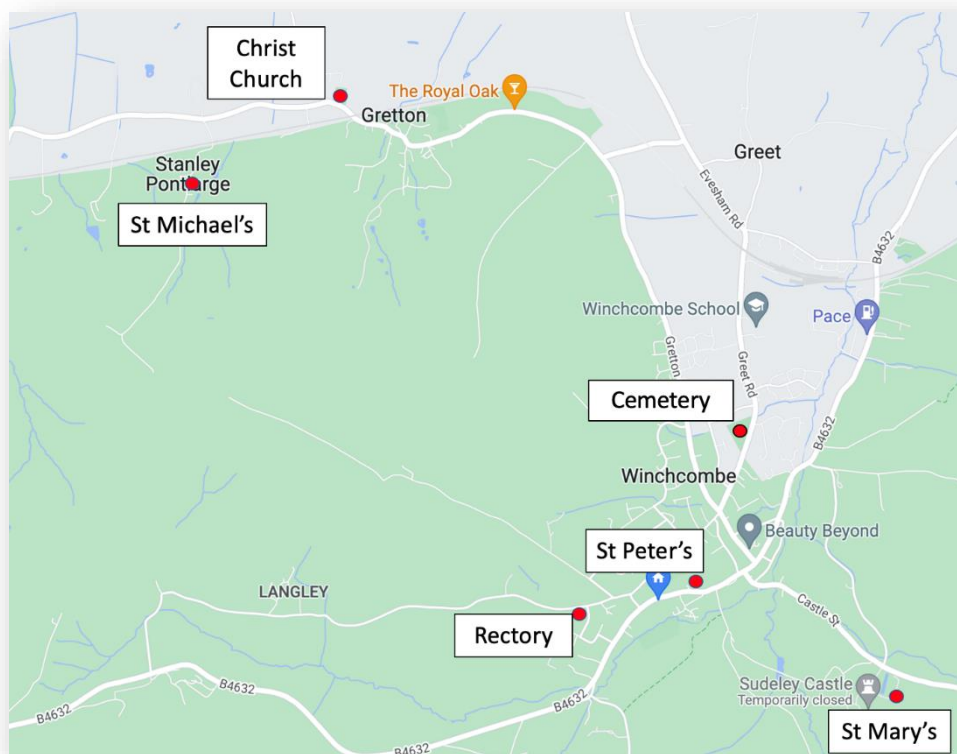 Christ
Church
The Royal Oak
Gretton
Greet
Stanley
Pontlarge
St Michael's
Evesham Rd
B4632
Winchcombe School
Pace
Gretton
Greet Rd
Cemetery
B4632
Winchcombe
Beauty Beyond
St Peter's
LANGLEY
Castle St
Rectory
Sudeley Castle
Temporarily closed
B4632
B4632
St Mary's